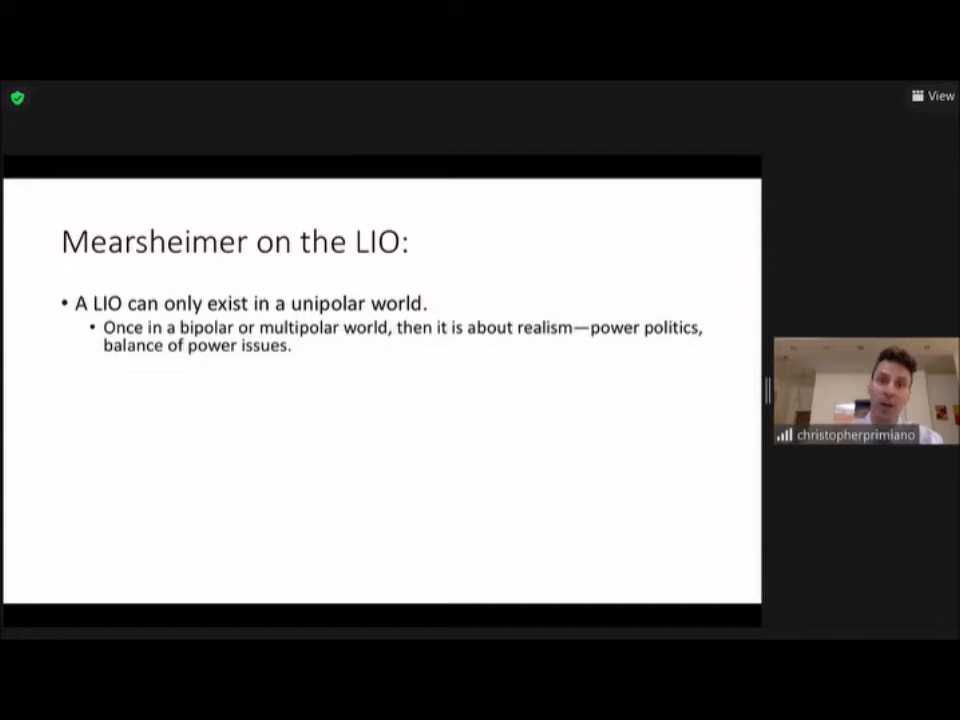 View
Mearsheimer on the LIO:
• A LIO can only exist in a unipolar world.
• Once in a bipolar or multipolar world, then it is about realism—power politics,
balance of power issues.
christopherprimiano